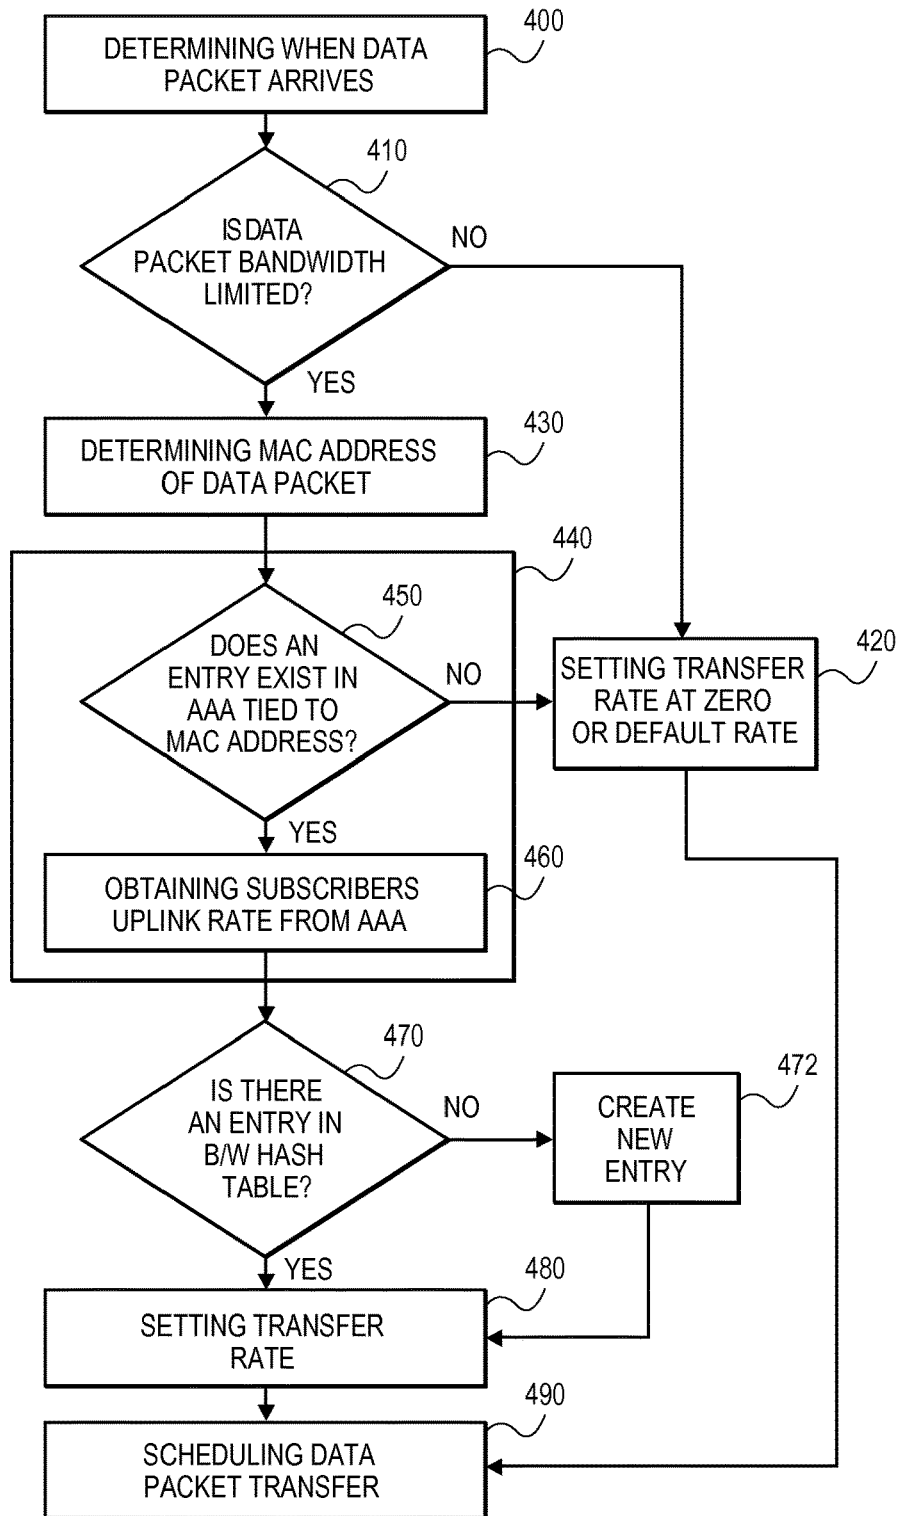 400
DETERMINING WHEN DATA
PACKET ARRIVES
410
IS DATA
PACKET BANDWIDTH
LIMITED?
NO
YES
430
DETERMINING MAC ADDRESS
OF DATA PACKET
440
450
DOES AN
ENTRY EXIST IN
AAA TIED TO
MAC ADDRESS?
NO
420
SETTING TRANSFER
RATE AT ZERO
OR DEFAULT RATE
YES
460
OBTAINING SUBSCRIBERS
UPLINK RATE FROM AAA
470
IS THERE
AN ENTRY IN
B/W HASH
TABLE?
NO
472
CREATE
NEW
ENTRY
YES
480
SETTING TRANSFER
RATE
490
SCHEDULING DATA
PACKET TRANSFER